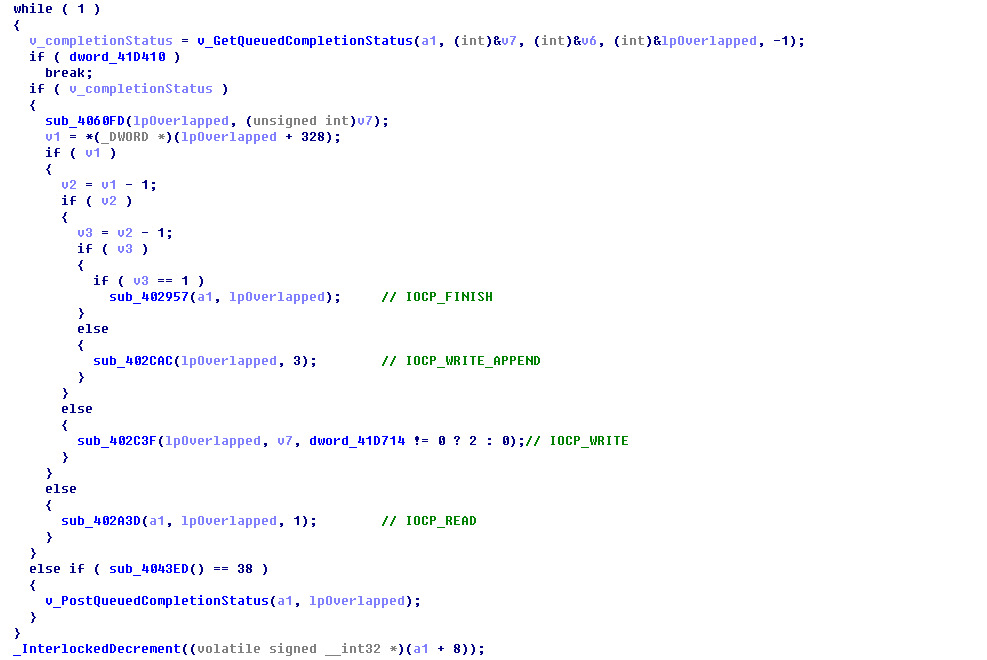 while ( 1 )
{
  v_completionStatus = v_GetQueuedCompletionStatus(a1, (int)&v7, (int)&v6, (int)&lpOverlapped, -1);
  if ( dword_41D410 )
    break;
  if ( v_completionStatus )
  {
    sub_4060FD(lpOverlapped, (unsigned int)v7);
    v1 = *(_DWORD *)(lpOverlapped + 328);
    if ( v1 )
    {
      v2 = v1 - 1;
      if ( v2 )
      {
        v3 = v2 - 1;
        if ( v3 )
        {
          if ( v3 == 1 )
            sub_402957(a1, lpOverlapped);     // IOCP_FINISH
        }
        else
        {
          sub_402CAC(lpOverlapped, 3);        // IOCP_WRITE_APPEND
        }
      }
      else
      {
        sub_402C3F(lpOverlapped, v7, dword_41D714 != 0 ? 2 : 0);// IOCP_WRITE
      }
    }
    else
    {
      sub_402A3D(a1, lpOverlapped, 1);        // IOCP_READ
    }
  }
  else if ( sub_4043ED() == 38 )
  {
    v_PostQueuedCompletionStatus(a1, lpOverlapped);
  }
}
_InterlockedDecrement((volatile signed __int32 *)(a1 + 8));